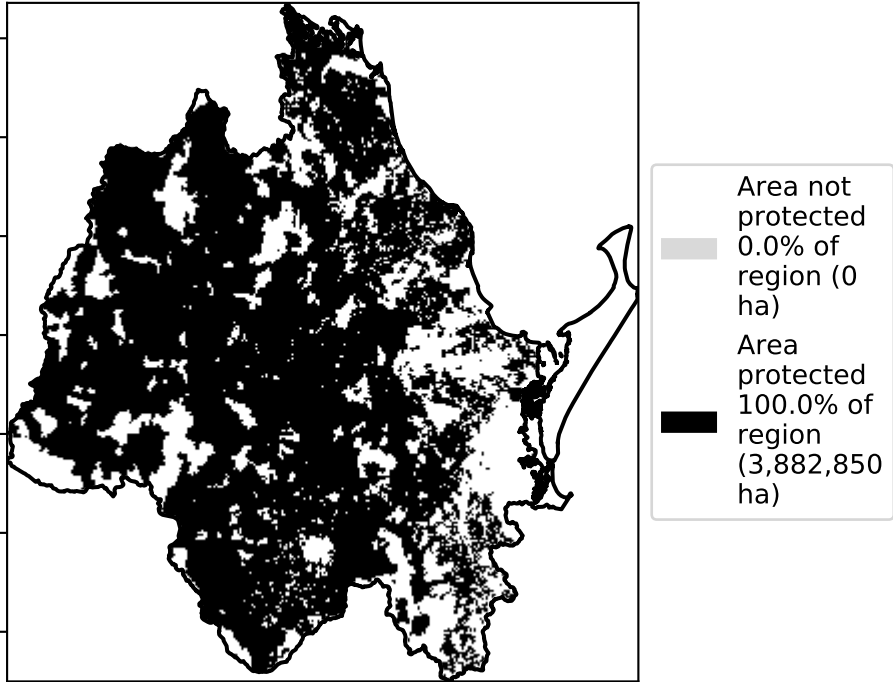 Area not
protected
0.0% of
region (0
ha)
Area
protected
100.0% of
region
(3,882,850
ha)